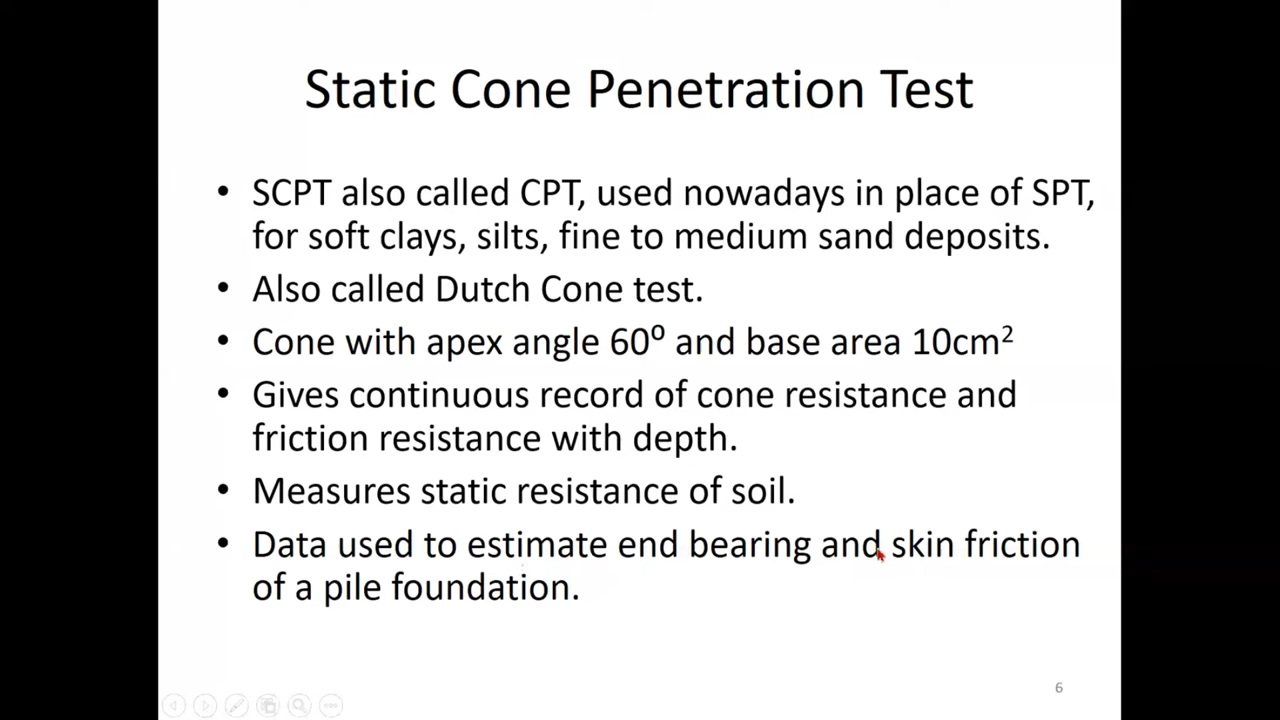 Static Cone Penetration Test
• SCPT also called CPT, used nowadays in place of SPT,
for soft clays, silts, fine to medium sand deposits.
• Also called Dutch Cone test.
• Cone with apex angle 60⁰ and base area 10cm²
• Gives continuous record of cone resistance and
friction resistance with depth.
• Measures static resistance of soil.
• Data used to estimate end bearing and skin friction
of a pile foundation.
6